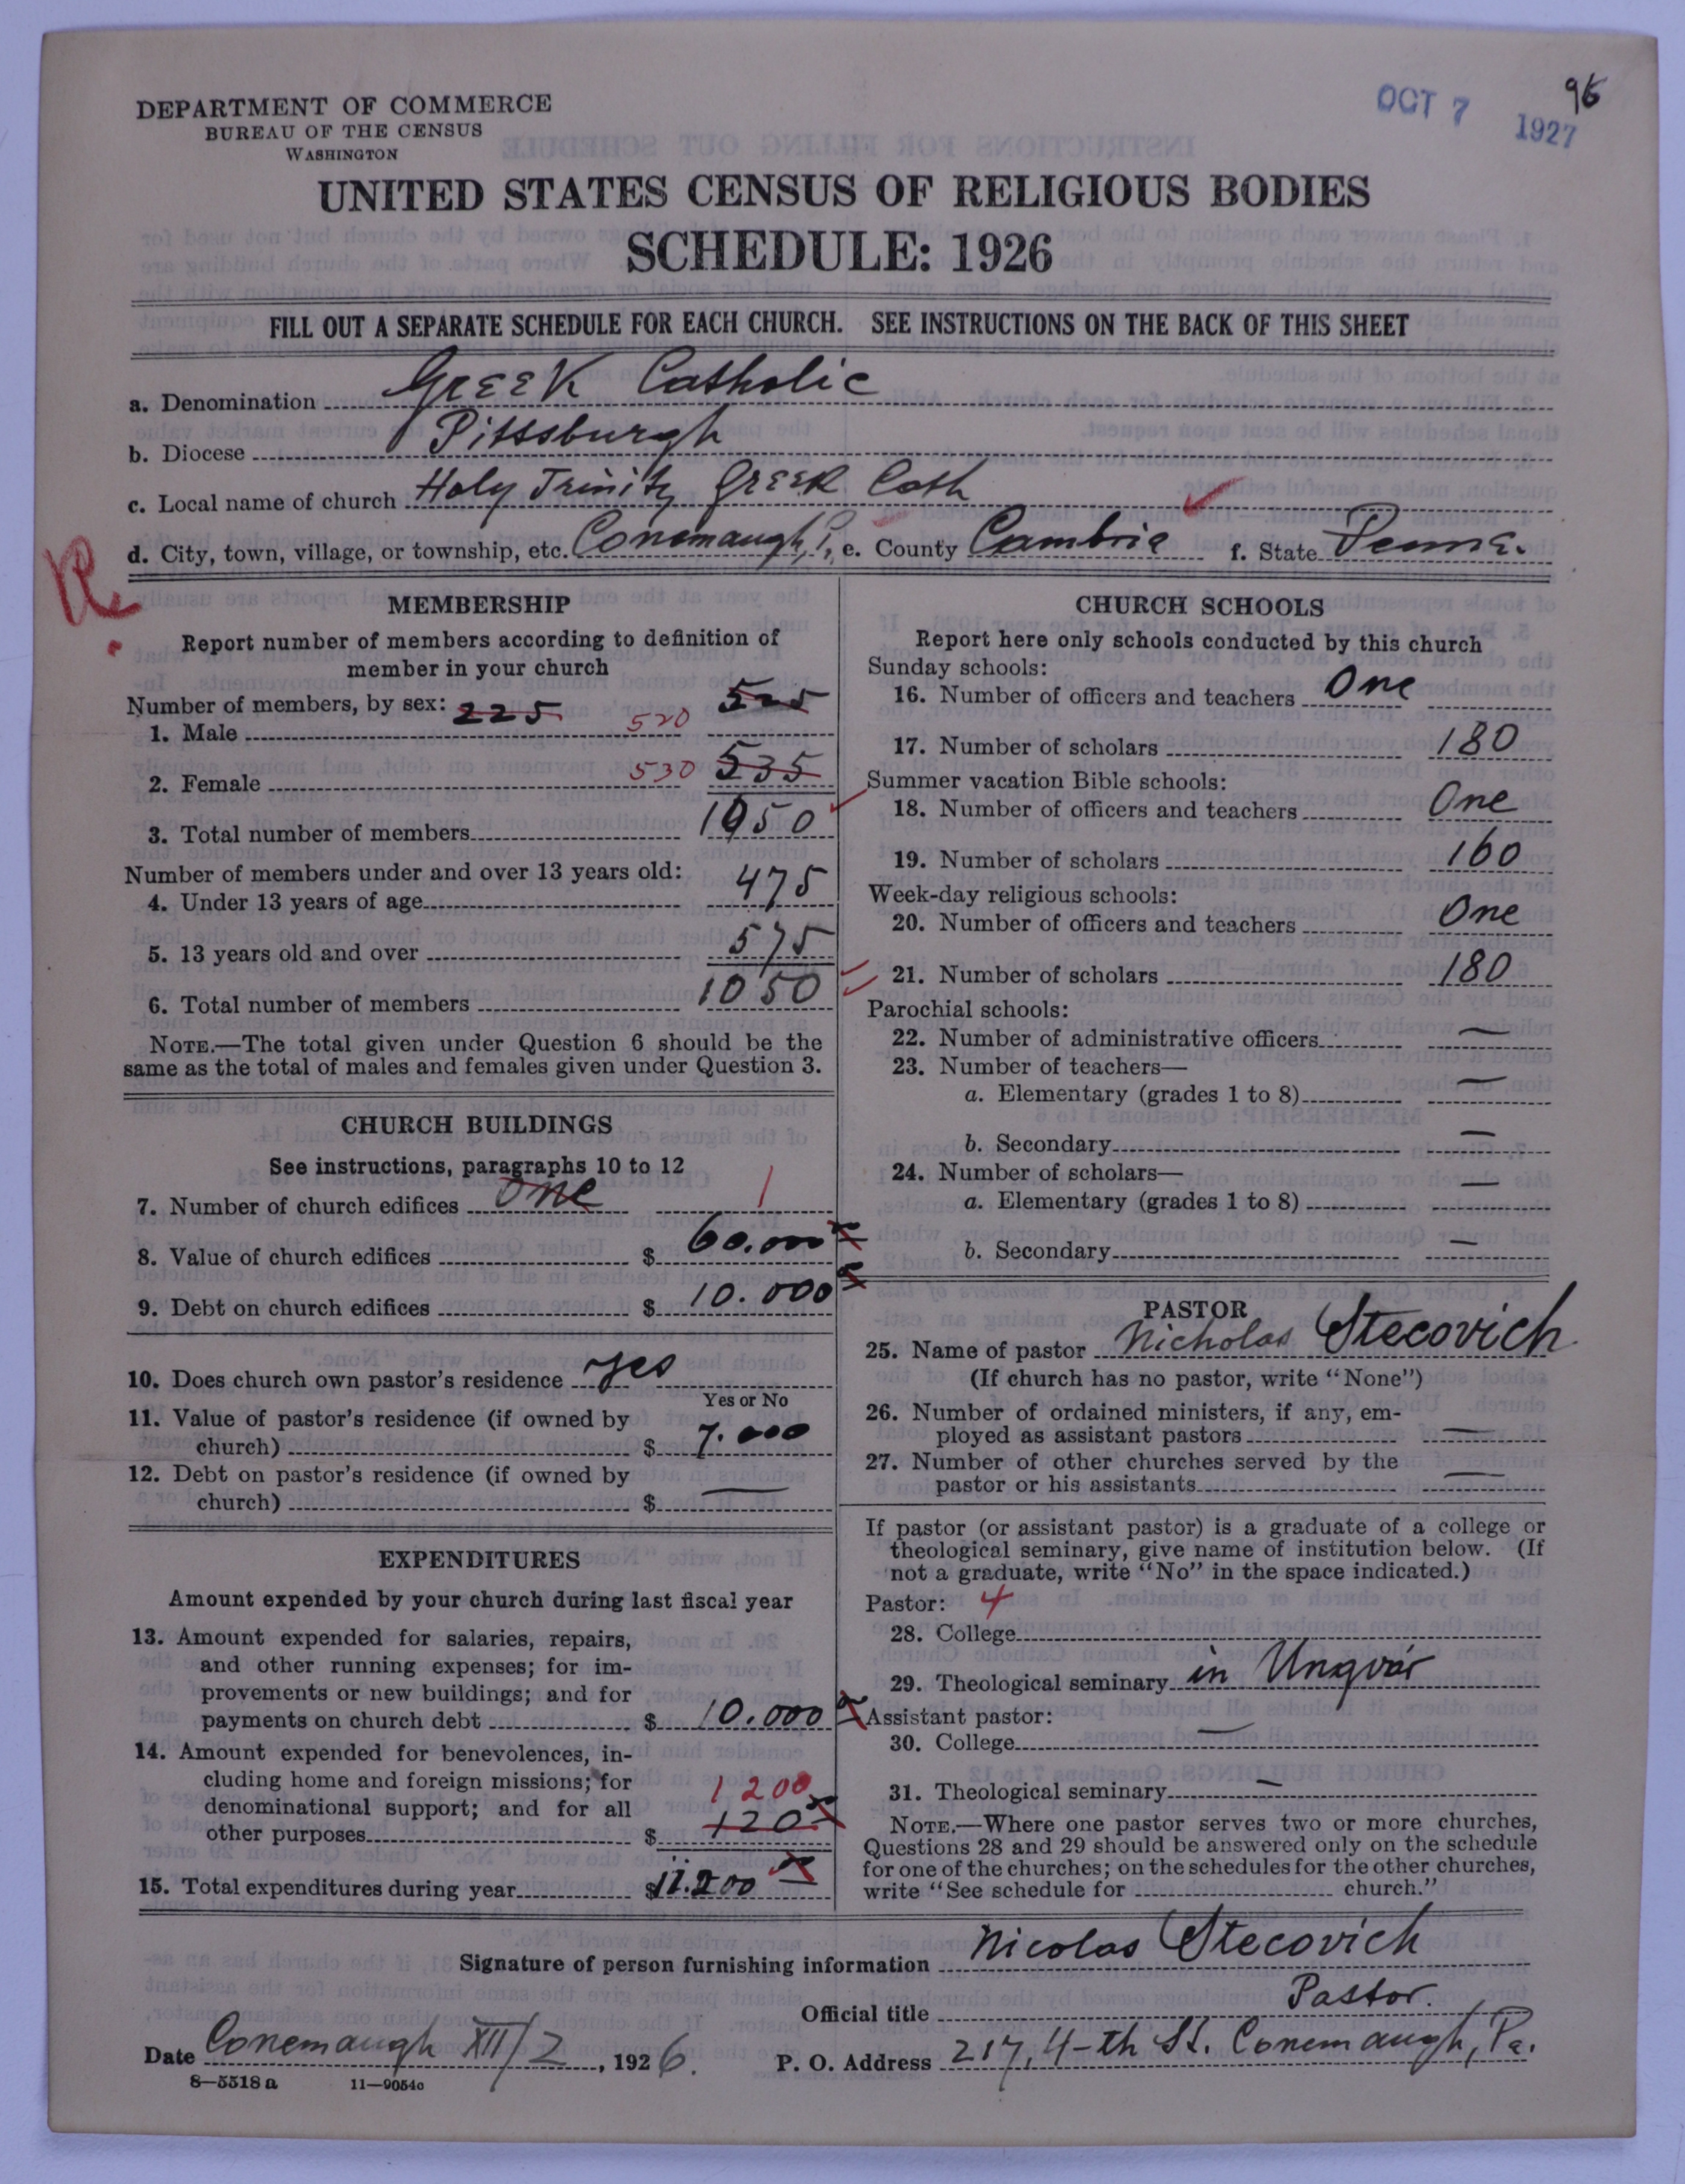 DEPARTMENT OF COMMERCE
BUREAU OF THE CENSUS
WASHINGTON
OCT 7 1927
96
UNITED STATES CENSUS OF RELIGIOUS BODIES
SCHEDULE: 1926
FILL OUT A SEPARATE SCHEDULE FOR EACH CHURCH. SEE INSTRUCTIONS ON THE BACK OF THIS SHEET
a. Denomination Greek Catholic
b. Diocese Pittsburgh
c. Local name of church Holy Trinity Greek Cath
d. City, town, village, or township, etc. Conemaugh, P, e. County Cambria f. State Penna.
MEMBERSHIP
Report number of members according to definition of
member in your church
Number of members, by sex: 225 525
1. Male 520
2. Female 530 535
3. Total number of members 1050
Number of members under and over 13 years old:
4. Under 13 years of age 475
5. 13 years old and over 575
6. Total number of members 1050
NOTE.—The total given under Question 6 should be the
same as the total of males and females given under Question 3.
CHURCH BUILDINGS
See instructions, paragraphs 10 to 12
7. Number of church edifices One 1
8. Value of church edifices $ 60.000
9. Debt on church edifices $ 10.000
10. Does church own pastor's residence yes
Yes or No
11. Value of pastor's residence (if owned by
church) $ 7.000
12. Debt on pastor's residence (if owned by
church) $ —
EXPENDITURES
Amount expended by your church during last fiscal year
13. Amount expended for salaries, repairs,
and other running expenses; for im-
provements or new buildings; and for
payments on church debt $ 10.000
14. Amount expended for benevolences, in-
cluding home and foreign missions; for
denominational support; and for all 1200
other purposes $ 120
15. Total expenditures during year $11.200
CHURCH SCHOOLS
Report here only schools conducted by this church
Sunday schools:
16. Number of officers and teachers One
17. Number of scholars 180
Summer vacation Bible schools:
18. Number of officers and teachers One
19. Number of scholars 160
Week-day religious schools:
20. Number of officers and teachers One
21. Number of scholars 180
Parochial schools:
22. Number of administrative officers —
23. Number of teachers—
a. Elementary (grades 1 to 8) —
b. Secondary —
24. Number of scholars—
a. Elementary (grades 1 to 8) —
b. Secondary —
PASTOR
25. Name of pastor Nicholas Stecovich
(If church has no pastor, write "None")
26. Number of ordained ministers, if any, em-
ployed as assistant pastors —
27. Number of other churches served by the
pastor or his assistants —
If pastor (or assistant pastor) is a graduate of a college or
theological seminary, give name of institution below. (If
not a graduate, write "No" in the space indicated.)
Pastor: 4
28. College
29. Theological seminary in Ungvár
Assistant pastor:
30. College —
31. Theological seminary —
NOTE.—Where one pastor serves two or more churches,
Questions 28 and 29 should be answered only on the schedule
for one of the churches; on the schedules for the other churches,
write "See schedule for church."
Signature of person furnishing information Nicolas Stecovich
Official title Pastor.
Date Conemaugh XII/2, 1926. P. O. Address 217, 4-th St. Conemaugh, Pa.
8—5518 a 11—9054c